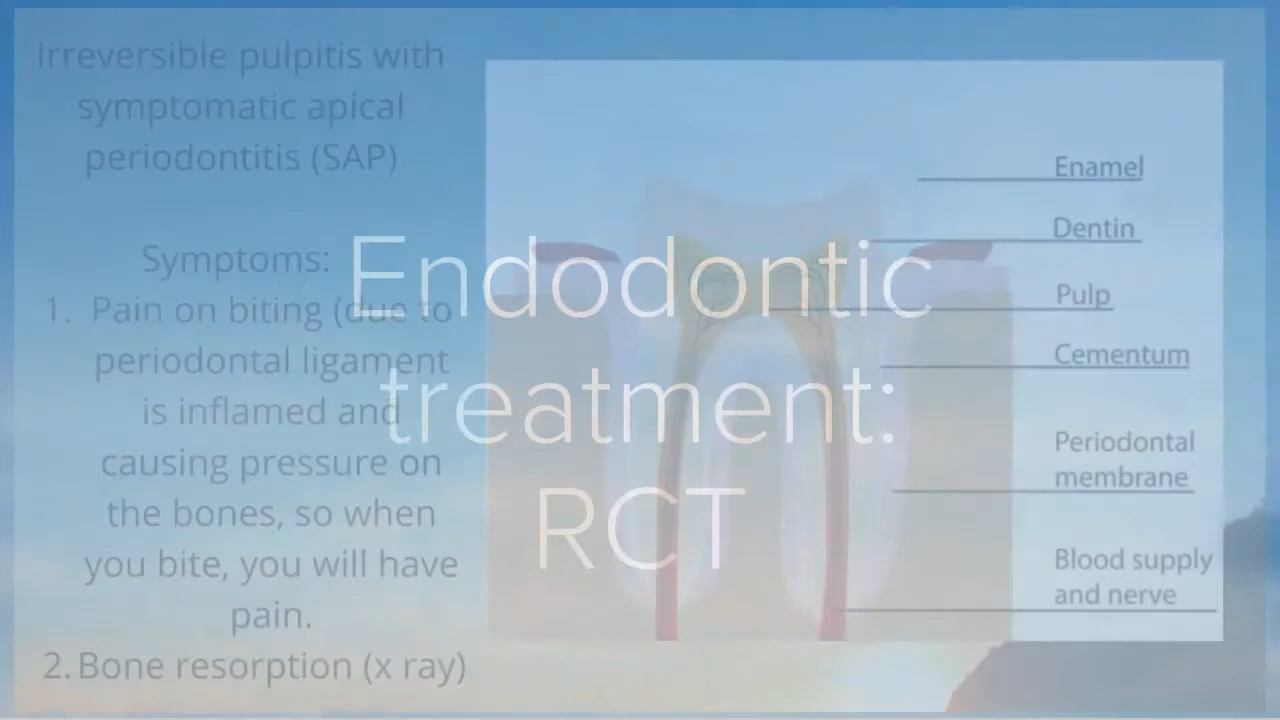 Irreversible pulpitis with
symptomatic apical
periodontitis (SAP)
Symptoms:
1. Pain on biting (due to
periodontal ligament
is inflamed and
causing pressure on
the bones, so when
you bite, you will have
pain.
2. Bone resorption (x ray)
Endodontic
treatment:
RCT
Enamel
Dentin
Pulp
Cementum
Periodontal
membrane
Blood supply
and nerve